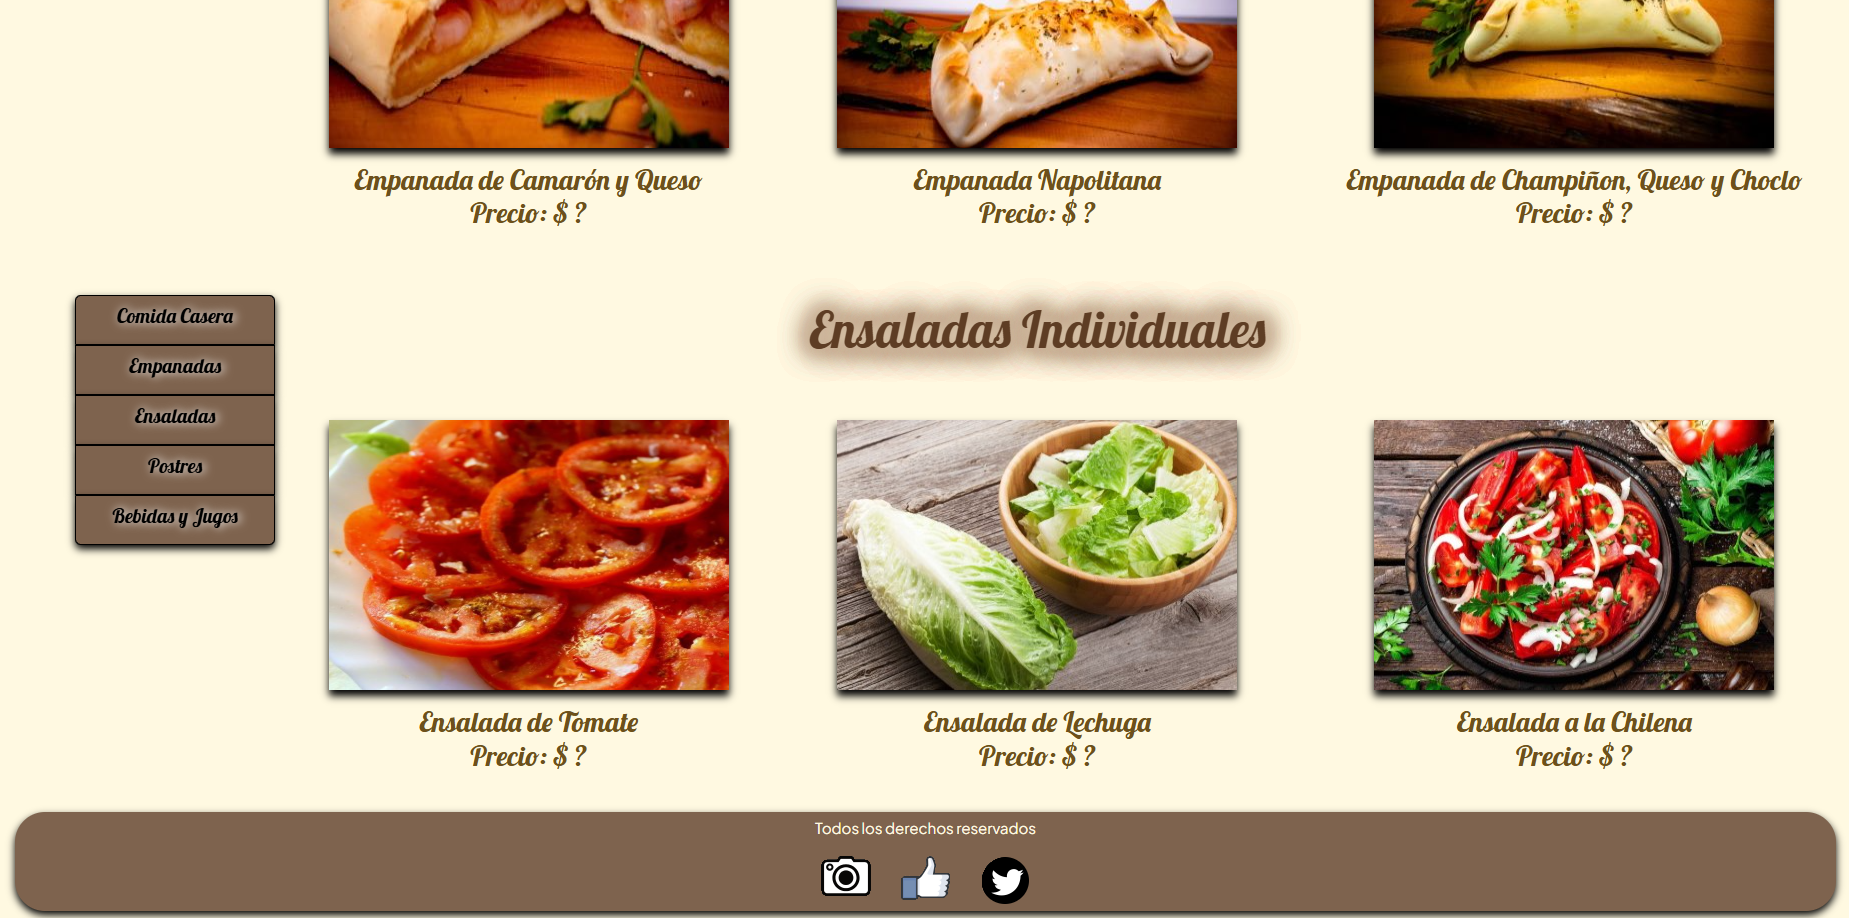 Empanada de Camarón y Queso
Precio: $ ?
Empanada Napolitana
Precio: $ ?
Empanada de Champiñon, Queso y Choclo
Precio: $ ?
Comida Casera
Empanadas
Ensaladas
Postres
Bebidas y Jugos
Ensaladas Individuales
Ensalada de Tomate
Precio: $ ?
Ensalada de Lechuga
Precio: $ ?
Ensalada a la Chilena
Precio: $ ?
Todos los derechos reservados